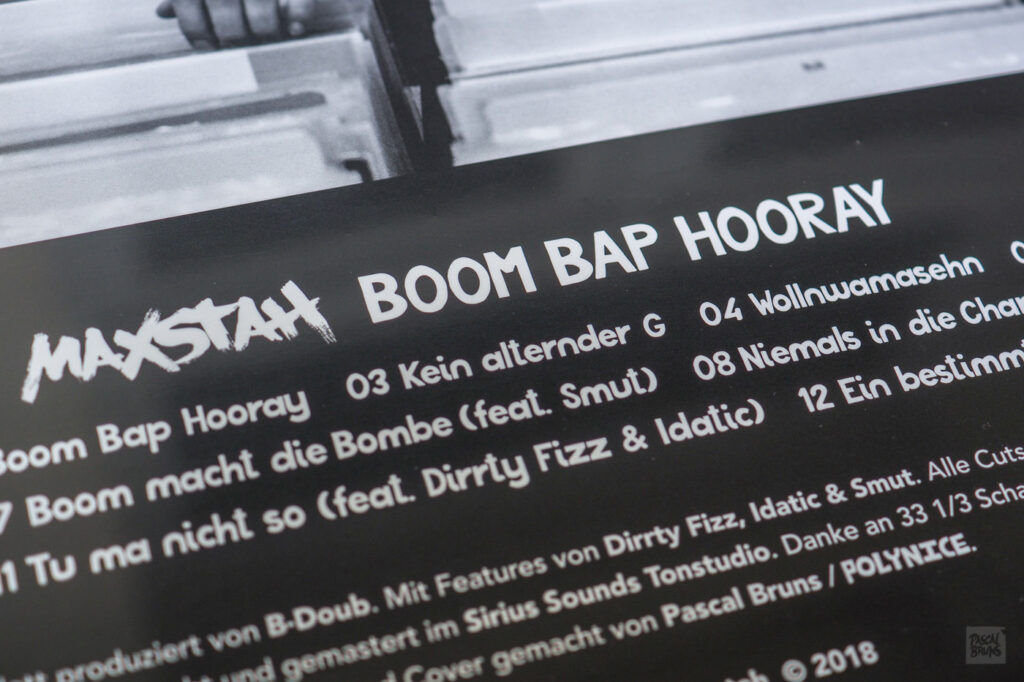 MAXSTAH BOOM BAP HOORAY
Boom Bap Hooray 03 Kein alternder G 04 Wollnwamasehn
7 Boom macht die Bombe (feat. Smut) 08 Niemals in die
11 Tu ma nicht so (feat. Dirrty Fizz & Idatic) 12 Ein
produziert von B-Doub. Mit Features von Dirrty Fizz, Idatic & Smut. Alle Cuts
und gemastert im Sirius Sounds Tonstudio. Danke an 33 1/3
Cover gemacht von Pascal Bruns / POLYNICE.
© 2018
PASCAL BRUNS